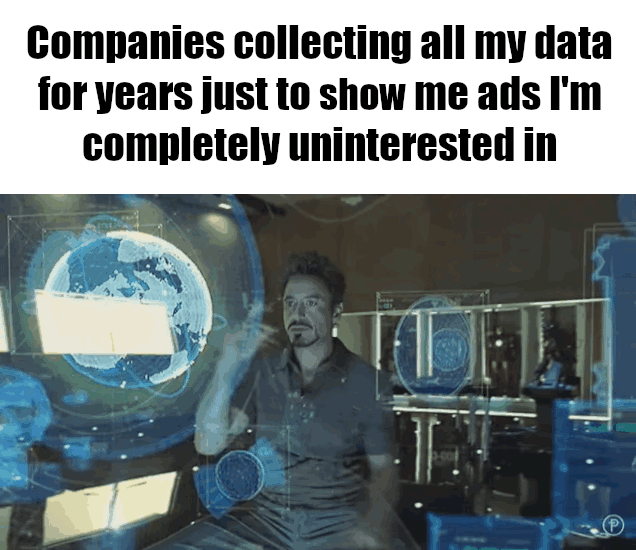 Companies collecting all my data
for years just to show me ads I'm
completely uninterested in
P